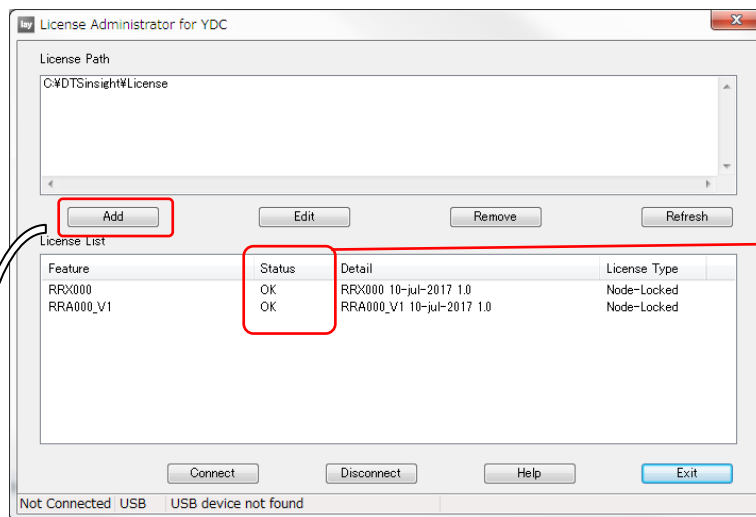 lay License Administrator for YDC
License Path
C:¥DTSinsight¥License
Add Edit Remove Refresh
License List
Feature Status Detail License Type
RRX000 OK RRX000 10-jul-2017 1.0 Node-Locked
RRA000_V1 OK RRA000_V1 10-jul-2017 1.0 Node-Locked
Connect Disconnect Help Exit
Not Connected USB USB device not found